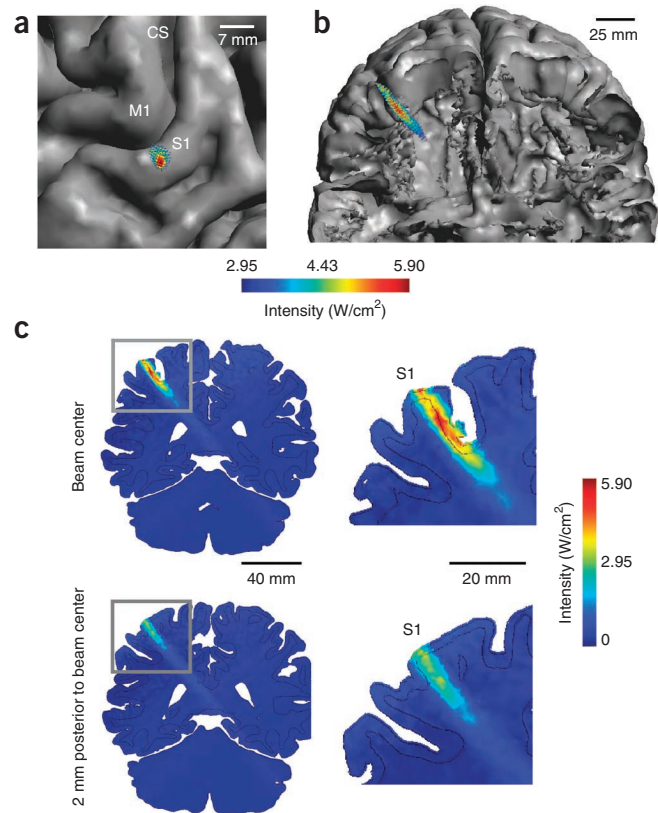 a
CS
7 mm
M1
S1
b
25 mm
2.95 4.43 5.90
Intensity (W/cm²)
c
Beam center
S1
40 mm
20 mm
5.90
2.95
0
Intensity (W/cm²)
2 mm posterior to beam center
S1